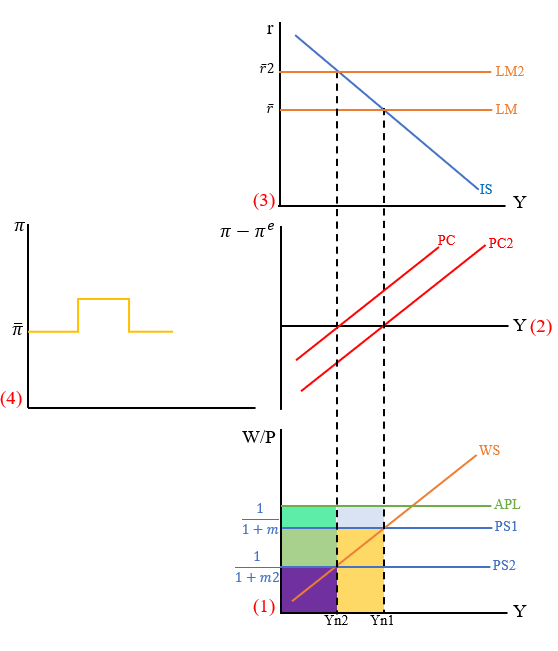 r
r̄2
LM2
r̄
LM
IS
(3)
Y
π
π − πᵉ
PC
PC2
π̄
Y (2)
(4)
W/P
WS
APL
1
1 + m
PS1
1
1 + m2
PS2
(1)
Y
Yn2
Yn1